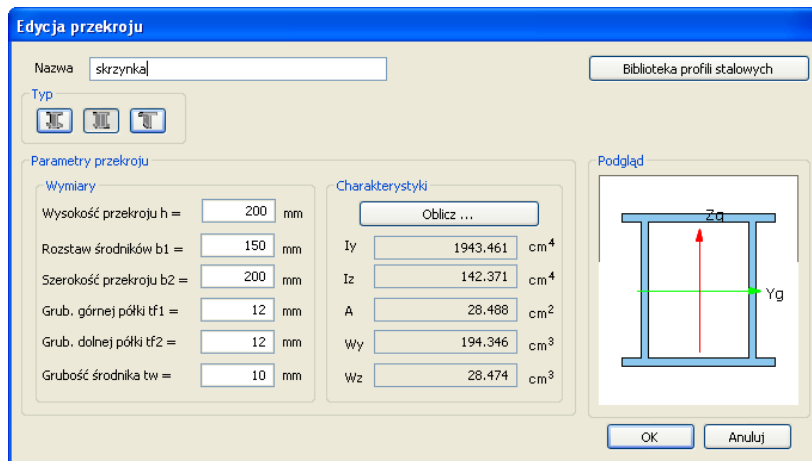 Edycja przekroju
Nazwa skrzynka Biblioteka profili stalowych
Typ
Parametry przekroju Podgląd
Wymiary Charakterystyki
Wysokość przekroju h = 200 mm Oblicz ...
Rozstaw środników b1 = 150 mm Iy 1943.461 cm4
Szerokość przekroju b2 = 200 mm Iz 142.371 cm4
Grub. górnej półki tf1 = 12 mm A 28.488 cm2
Grub. dolnej półki tf2 = 12 mm Wy 194.346 cm3
Grubość środnika tw = 10 mm Wz 28.474 cm3
Zg
Yg
OK Anuluj